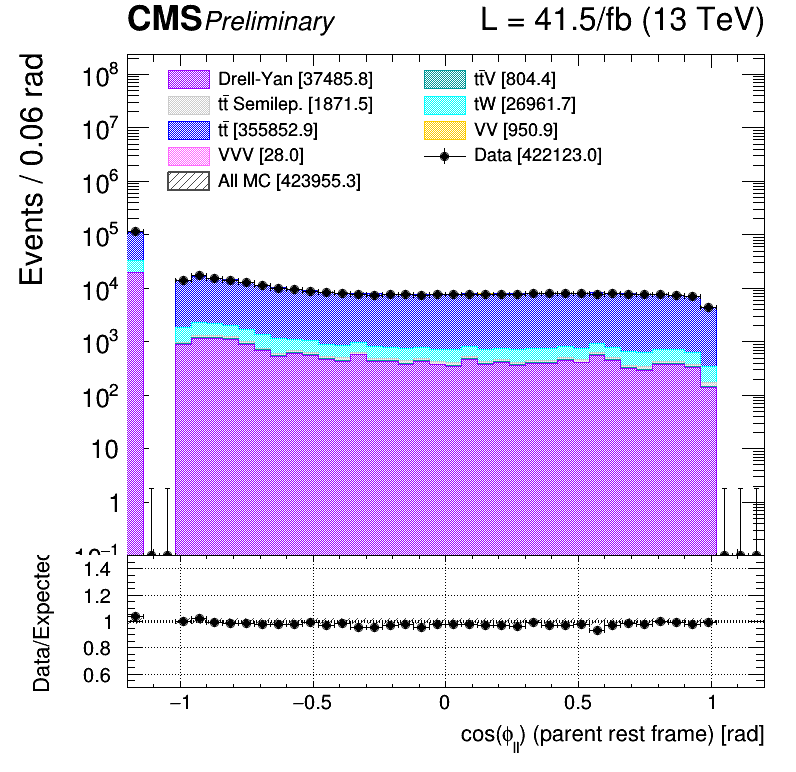 CMS Preliminary L = 41.5/fb (13 TeV)
Events / 0.06 rad
Drell-Yan [37485.8]
tt̄ Semilep. [1871.5]
tt̄ [355852.9]
VVV [28.0]
All MC [423955.3]
tt̄V [804.4]
tW [26961.7]
VV [950.9]
Data [422123.0]
10⁸
10⁷
10⁶
10⁵
10⁴
10³
10²
10
1
Data/Expected
1.4
1.2
1
0.8
0.6
−1 −0.5 0 0.5 1
cos(ϕ_ll) (parent rest frame) [rad]